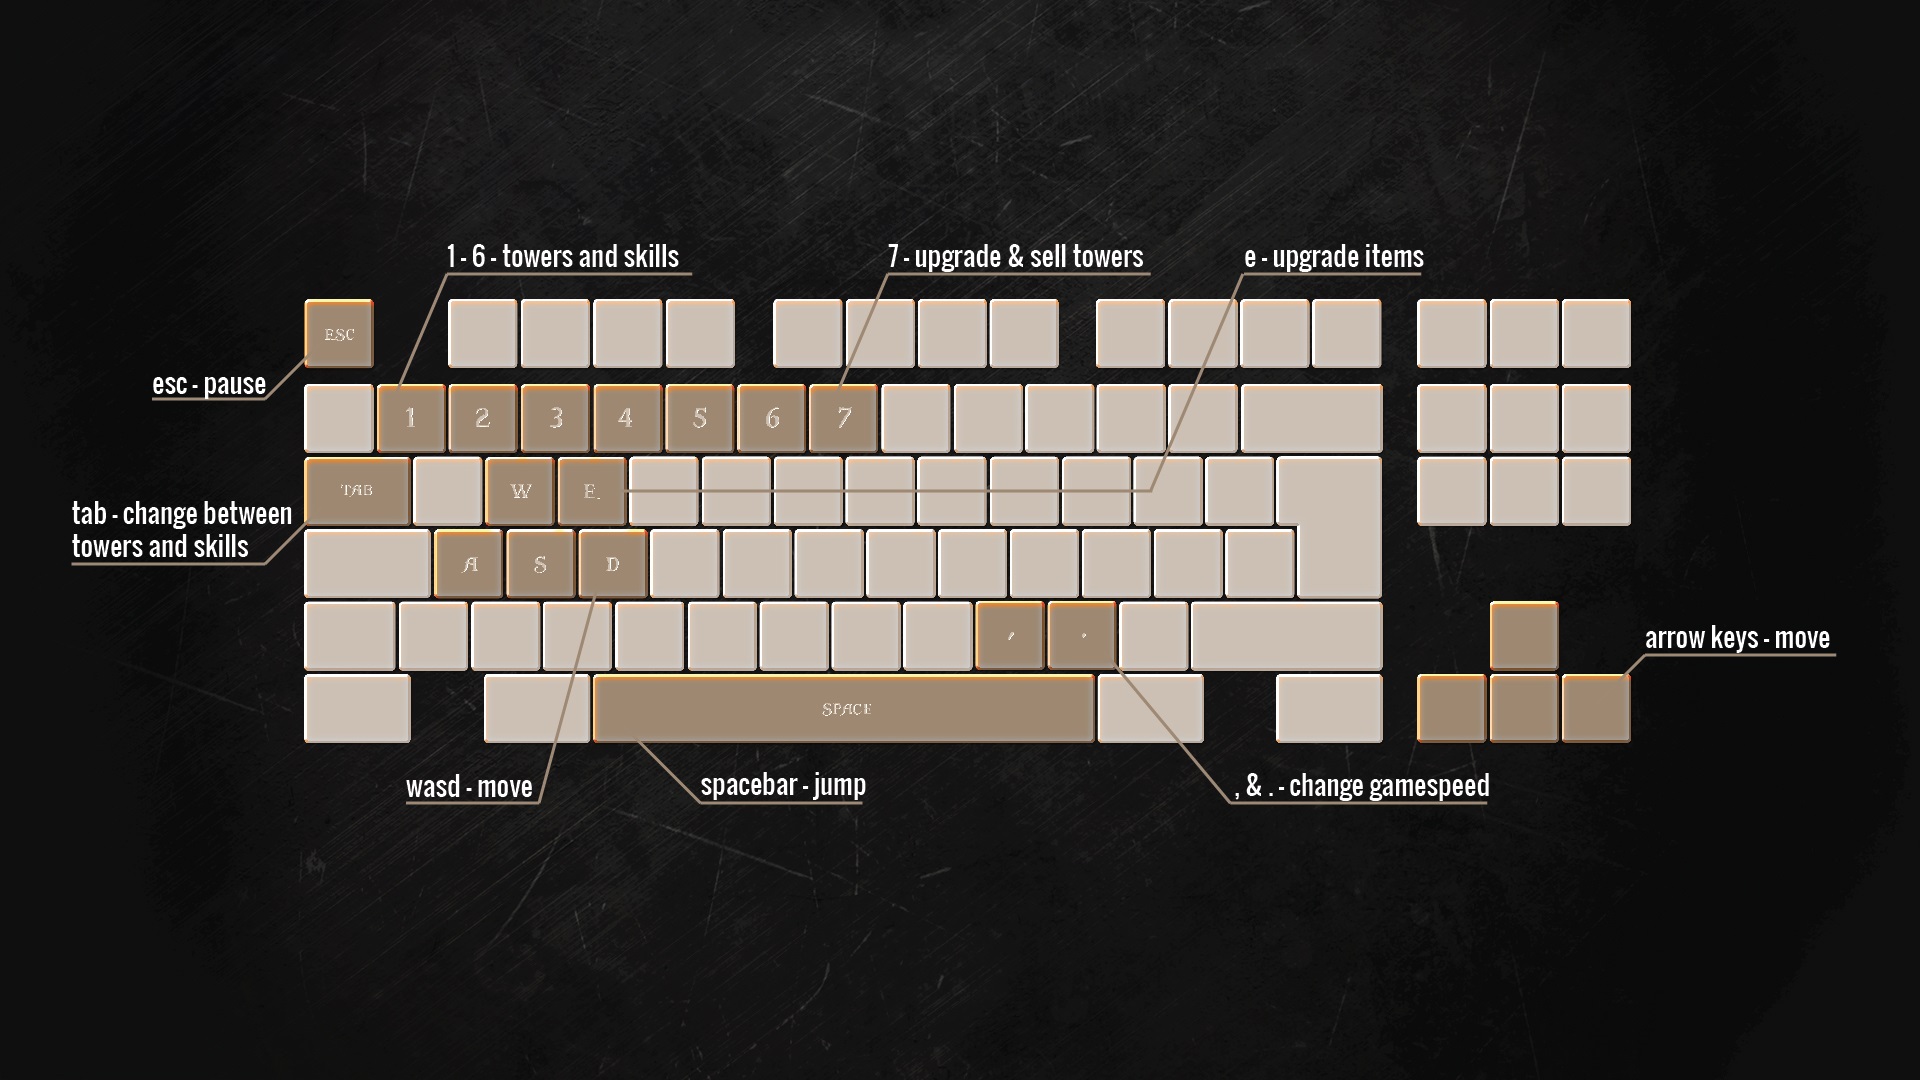 1 - 6 - towers and skills
7 - upgrade & sell towers
e - upgrade items
ESC
esc - pause
1 2 3 4 5 6 7
TAB W E
tab - change between
towers and skills
A S D
, .
arrow keys - move
SPACE
wasd - move
spacebar - jump
, & . - change gamespeed